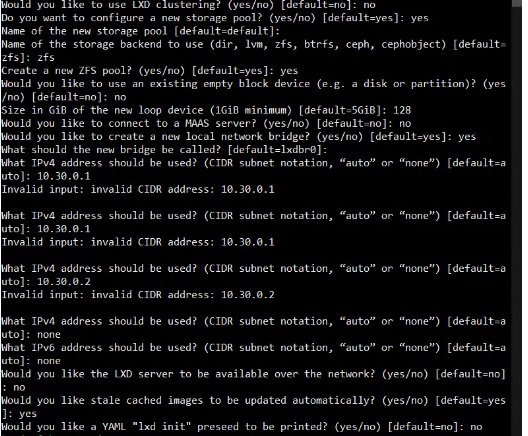 Would you like to use LXD clustering? (yes/no) [default=no]: no
Do you want to configure a new storage pool? (yes/no) [default=yes]: yes
Name of the new storage pool [default=default]:
Name of the storage backend to use (dir, lvm, zfs, btrfs, ceph, cephobject) [default=
zfs]: zfs
Create a new ZFS pool? (yes/no) [default=yes]: yes
Would you like to use an existing empty block device (e.g. a disk or partition)? (yes
/no) [default=no]: no
Size in GiB of the new loop device (1GiB minimum) [default=5GiB]: 128
Would you like to connect to a MAAS server? (yes/no) [default=no]: no
Would you like to create a new local network bridge? (yes/no) [default=yes]: yes
What should the new bridge be called? [default=lxdbr0]:
What IPv4 address should be used? (CIDR subnet notation, “auto” or “none”) [default=a
uto]: 10.30.0.1
Invalid input: invalid CIDR address: 10.30.0.1

What IPv4 address should be used? (CIDR subnet notation, “auto” or “none”) [default=a
uto]: 10.30.0.1
Invalid input: invalid CIDR address: 10.30.0.1

What IPv4 address should be used? (CIDR subnet notation, “auto” or “none”) [default=a
uto]: 10.30.0.2
Invalid input: invalid CIDR address: 10.30.0.2

What IPv4 address should be used? (CIDR subnet notation, “auto” or “none”) [default=a
uto]: none
What IPv6 address should be used? (CIDR subnet notation, “auto” or “none”) [default=a
uto]: none
Would you like the LXD server to be available over the network? (yes/no) [default=no]
: no
Would you like stale cached images to be updated automatically? (yes/no) [default=yes
]: yes
Would you like a YAML "lxd init" preseed to be printed? (yes/no) [default=no]: no